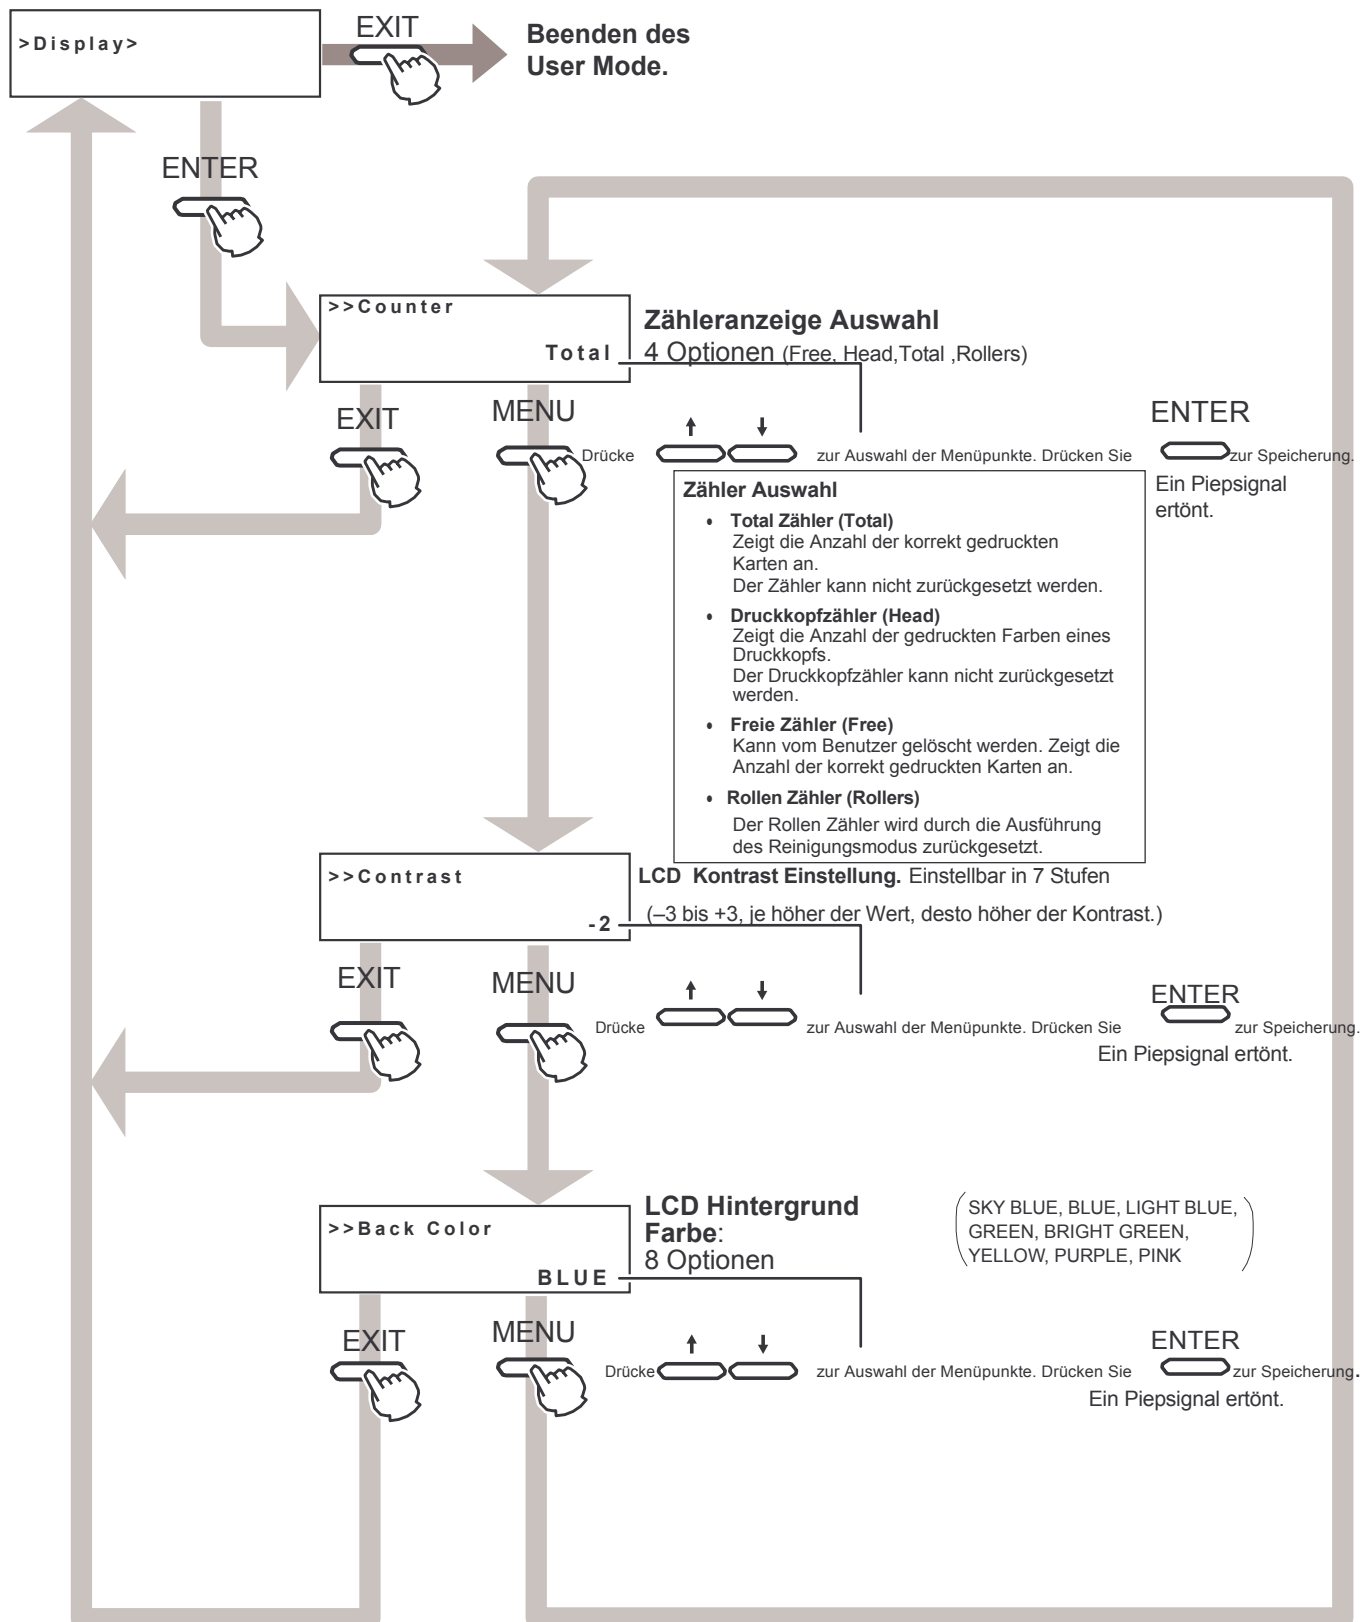 >Display>
EXIT
Beenden des
User Mode.
ENTER
>>Counter
Total
Zähleranzeige Auswahl
4 Optionen (Free, Head,Total ,Rollers)
EXIT
MENU
Drücke ↑ ↓ zur Auswahl der Menüpunkte. Drücken Sie ENTER zur Speicherung.
Ein Piepsignal
ertönt.
Zähler Auswahl
• Total Zähler (Total)
Zeigt die Anzahl der korrekt gedruckten
Karten an.
Der Zähler kann nicht zurückgesetzt werden.
• Druckkopfzähler (Head)
Zeigt die Anzahl der gedruckten Farben eines
Druckkopfs.
Der Druckkopfzähler kann nicht zurückgesetzt
werden.
• Freie Zähler (Free)
Kann vom Benutzer gelöscht werden. Zeigt die
Anzahl der korrekt gedruckten Karten an.
• Rollen Zähler (Rollers)
Der Rollen Zähler wird durch die Ausführung
des Reinigungsmodus zurückgesetzt.
>>Contrast
-2
LCD Kontrast Einstellung. Einstellbar in 7 Stufen
(–3 bis +3, je höher der Wert, desto höher der Kontrast.)
EXIT
MENU
Drücke ↑ ↓ zur Auswahl der Menüpunkte. Drücken Sie ENTER zur Speicherung.
Ein Piepsignal ertönt.
>>Back Color
BLUE
LCD Hintergrund
Farbe:
8 Optionen
(SKY BLUE, BLUE, LIGHT BLUE,
GREEN, BRIGHT GREEN,
YELLOW, PURPLE, PINK)
EXIT
MENU
Drücke ↑ ↓ zur Auswahl der Menüpunkte. Drücken Sie ENTER zur Speicherung.
Ein Piepsignal ertönt.